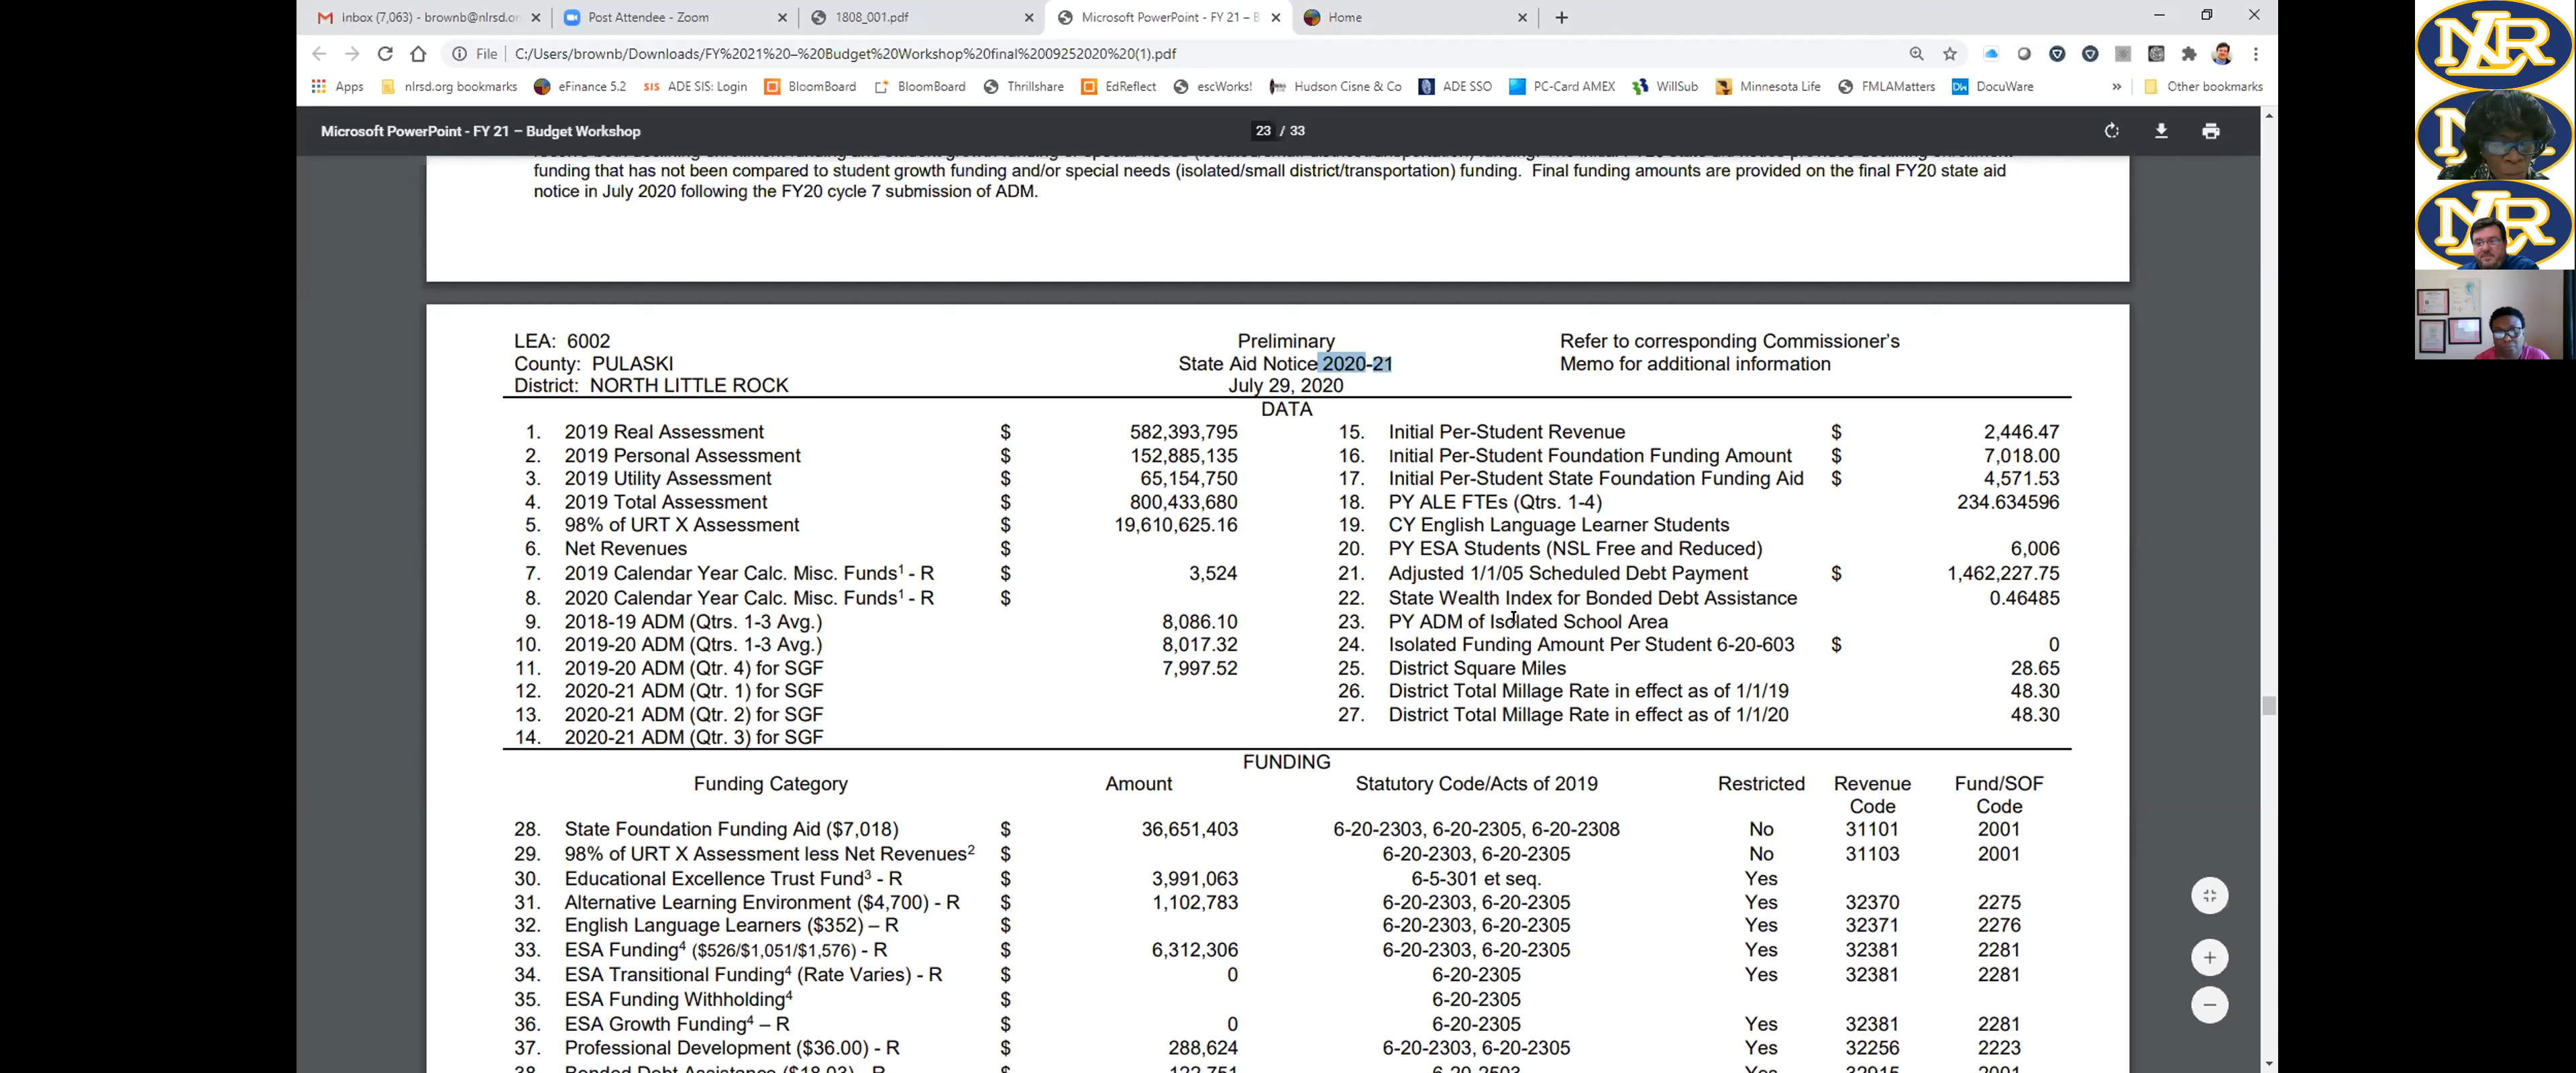 Inbox (7,063) - brownb@nlrsd.or
Post Attendee - Zoom
1808_001.pdf
Microsoft PowerPoint - FY 21 – B
Home
File
C:/Users/brownb/Downloads/FY%2021%20–%20Budget%20Workshop%20final%2009252020%20(1).pdf
Apps
nlrsd.org bookmarks
eFinance 5.2
SIS ADE SIS: Login
BloomBoard
BloomBoard
Thrillshare
EdReflect
escWorks!
Hudson Cisne & Co
ADE SSO
PC-Card AMEX
WillSub
Minnesota Life
FMLAMatters
Dw DocuWare
»
Other bookmarks
Microsoft PowerPoint - FY 21 – Budget Workshop
23 / 33
funding that has not been compared to student growth funding and/or special needs (isolated/small district/transportation) funding. Final funding amounts are provided on the final FY20 state aid
notice in July 2020 following the FY20 cycle 7 submission of ADM.
LEA: 6002 Preliminary Refer to corresponding Commissioner's
County: PULASKI State Aid Notice 2020-21 Memo for additional information
District: NORTH LITTLE ROCK July 29, 2020
DATA
1. 2019 Real Assessment $ 582,393,795 15. Initial Per-Student Revenue $ 2,446.47
2. 2019 Personal Assessment $ 152,885,135 16. Initial Per-Student Foundation Funding Amount $ 7,018.00
3. 2019 Utility Assessment $ 65,154,750 17. Initial Per-Student State Foundation Funding Aid $ 4,571.53
4. 2019 Total Assessment $ 800,433,680 18. PY ALE FTEs (Qtrs. 1-4) 234.634596
5. 98% of URT X Assessment $ 19,610,625.16 19. CY English Language Learner Students
6. Net Revenues $ 20. PY ESA Students (NSL Free and Reduced) 6,006
7. 2019 Calendar Year Calc. Misc. Funds¹ - R $ 3,524 21. Adjusted 1/1/05 Scheduled Debt Payment $ 1,462,227.75
8. 2020 Calendar Year Calc. Misc. Funds¹ - R $ 22. State Wealth Index for Bonded Debt Assistance 0.46485
9. 2018-19 ADM (Qtrs. 1-3 Avg.) 8,086.10 23. PY ADM of Isolated School Area
10. 2019-20 ADM (Qtrs. 1-3 Avg.) 8,017.32 24. Isolated Funding Amount Per Student 6-20-603 $ 0
11. 2019-20 ADM (Qtr. 4) for SGF 7,997.52 25. District Square Miles 28.65
12. 2020-21 ADM (Qtr. 1) for SGF 26. District Total Millage Rate in effect as of 1/1/19 48.30
13. 2020-21 ADM (Qtr. 2) for SGF 27. District Total Millage Rate in effect as of 1/1/20 48.30
14. 2020-21 ADM (Qtr. 3) for SGF
FUNDING
Funding Category Amount Statutory Code/Acts of 2019 Restricted Revenue Fund/SOF
Code Code
28. State Foundation Funding Aid ($7,018) $ 36,651,403 6-20-2303, 6-20-2305, 6-20-2308 No 31101 2001
29. 98% of URT X Assessment less Net Revenues² $ 6-20-2303, 6-20-2305 No 31103 2001
30. Educational Excellence Trust Fund³ - R $ 3,991,063 6-5-301 et seq. Yes
31. Alternative Learning Environment ($4,700) - R $ 1,102,783 6-20-2303, 6-20-2305 Yes 32370 2275
32. English Language Learners ($352) – R $ 6-20-2303, 6-20-2305 Yes 32371 2276
33. ESA Funding⁴ ($526/$1,051/$1,576) - R $ 6,312,306 6-20-2303, 6-20-2305 Yes 32381 2281
34. ESA Transitional Funding⁴ (Rate Varies) - R $ 0 6-20-2305 Yes 32381 2281
35. ESA Funding Withholding⁴ $ 6-20-2305
36. ESA Growth Funding⁴ – R $ 0 6-20-2305 Yes 32381 2281
37. Professional Development ($36.00) - R $ 288,624 6-20-2303, 6-20-2305 Yes 32256 2223
38. Bonded Debt Assistance ($18.03) - R $ 122,751 6-20-2503 Yes 32915 2001
NLR
NLR